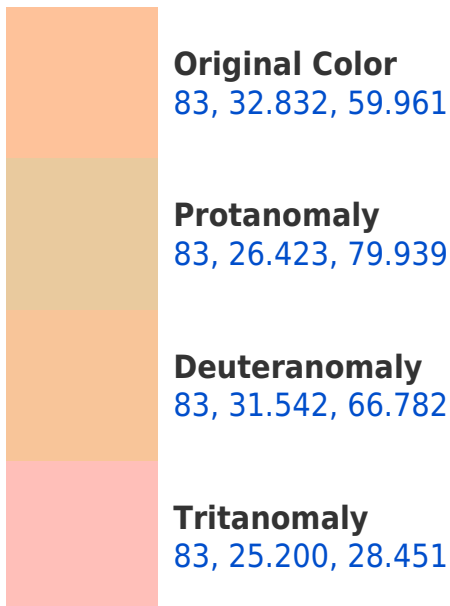 Original Color
83, 32.832, 59.961
Protanomaly
83, 26.423, 79.939
Deuteranomaly
83, 31.542, 66.782
Tritanomaly
83, 25.200, 28.451